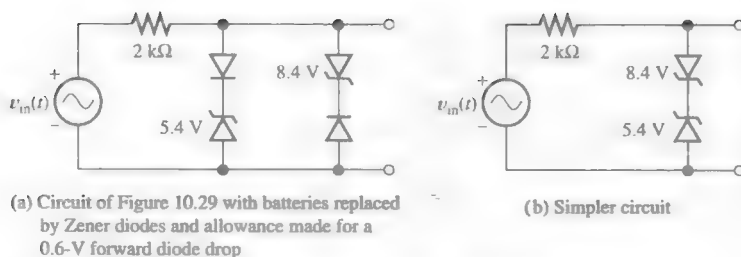 2 kΩ
8.4 V
5.4 V
+
v_in(t)
−
(a) Circuit of Figure 10.29 with batteries replaced
by Zener diodes and allowance made for a
0.6-V forward diode drop
2 kΩ
8.4 V
5.4 V
+
v_in(t)
−
(b) Simpler circuit